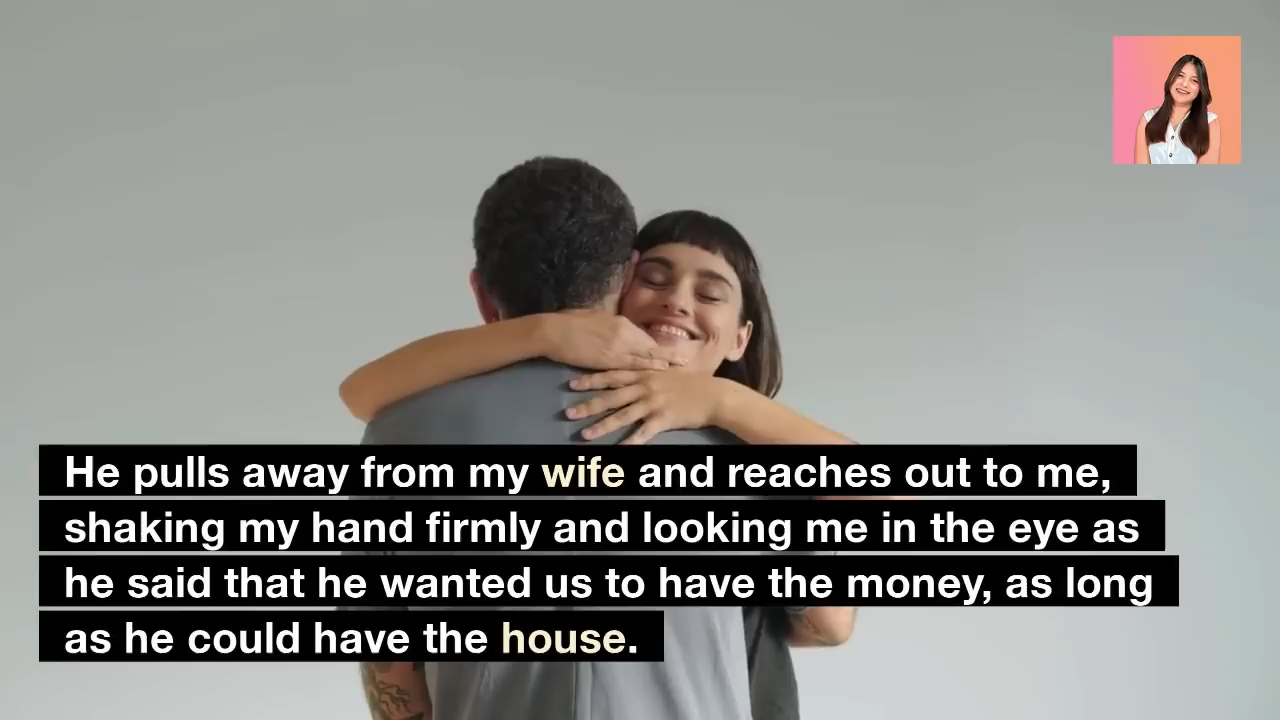 He pulls away from my wife and reaches out to me,
shaking my hand firmly and looking me in the eye as
he said that he wanted us to have the money, as long
as he could have the house.